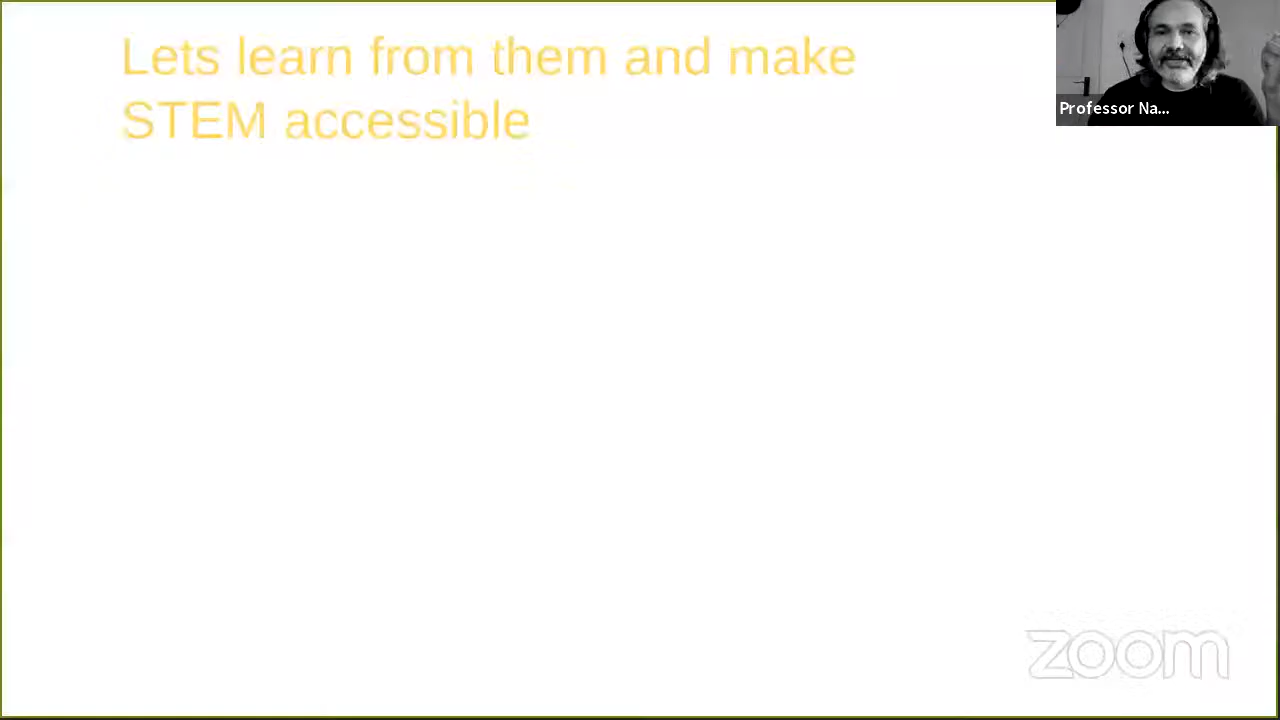 Lets learn from them and make
STEM accessible
Professor Na...
zoom